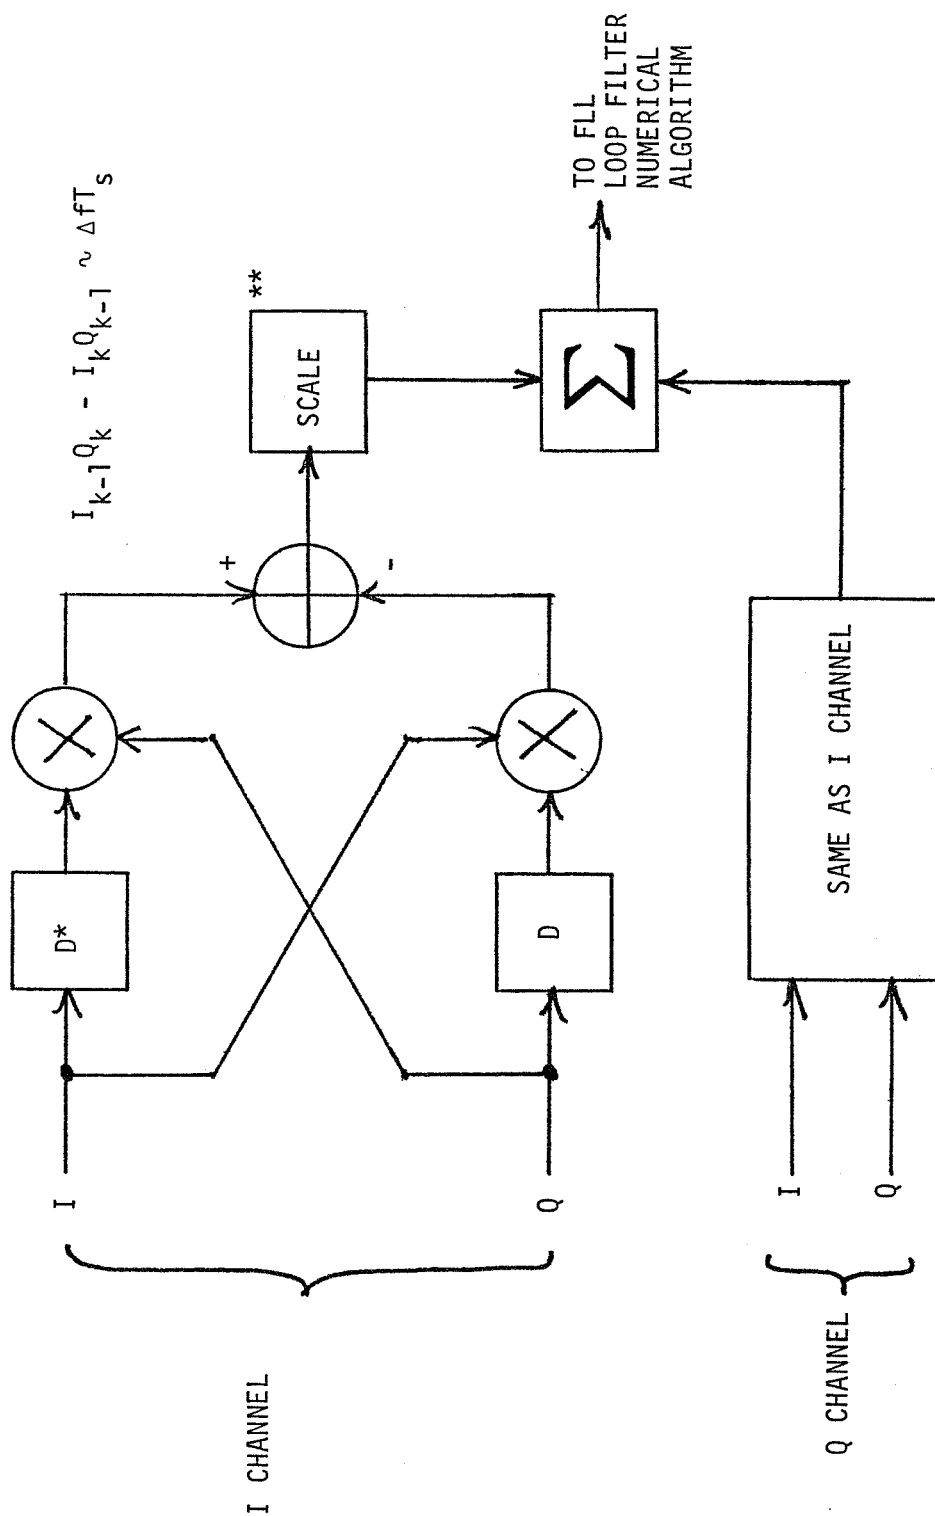 I_{k-1}Q_k - I_kQ_{k-1} ~ ΔfT_s
I CHANNEL
I
D*
+
SCALE
**
-
Q
D
Σ
TO FLL
LOOP FILTER
NUMERICAL
ALGORITHM
Q CHANNEL
I
Q
SAME AS I CHANNEL